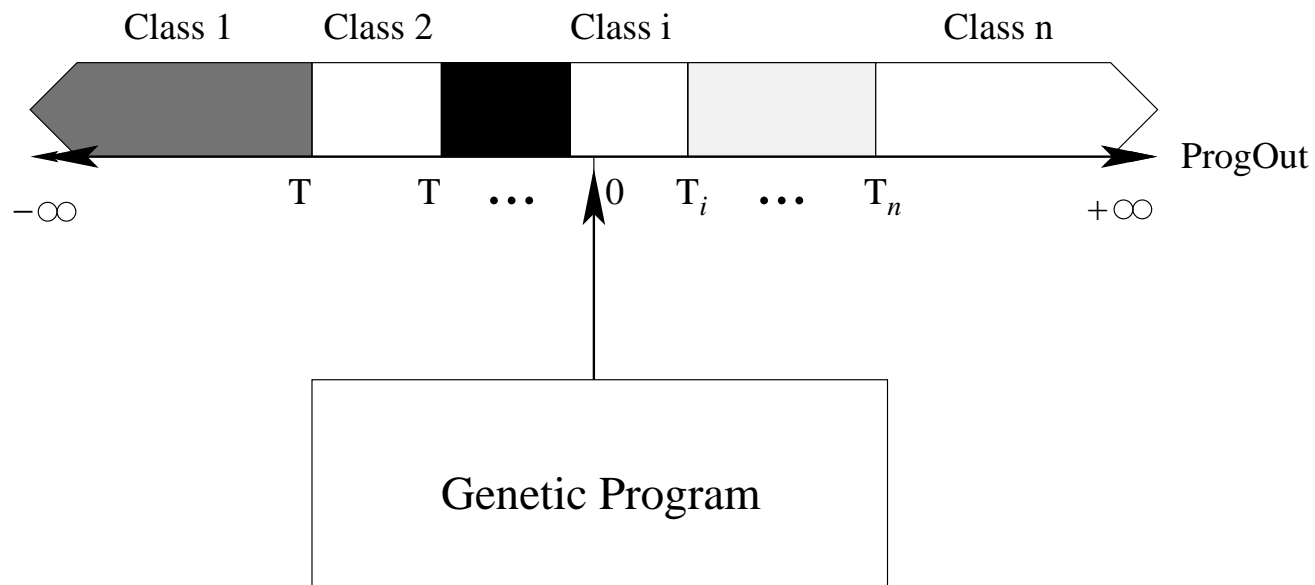 Class 1 Class 2 Class i Class n
ProgOut
T T ... 0 T_i ... T_n
−∞ +∞
Genetic Program